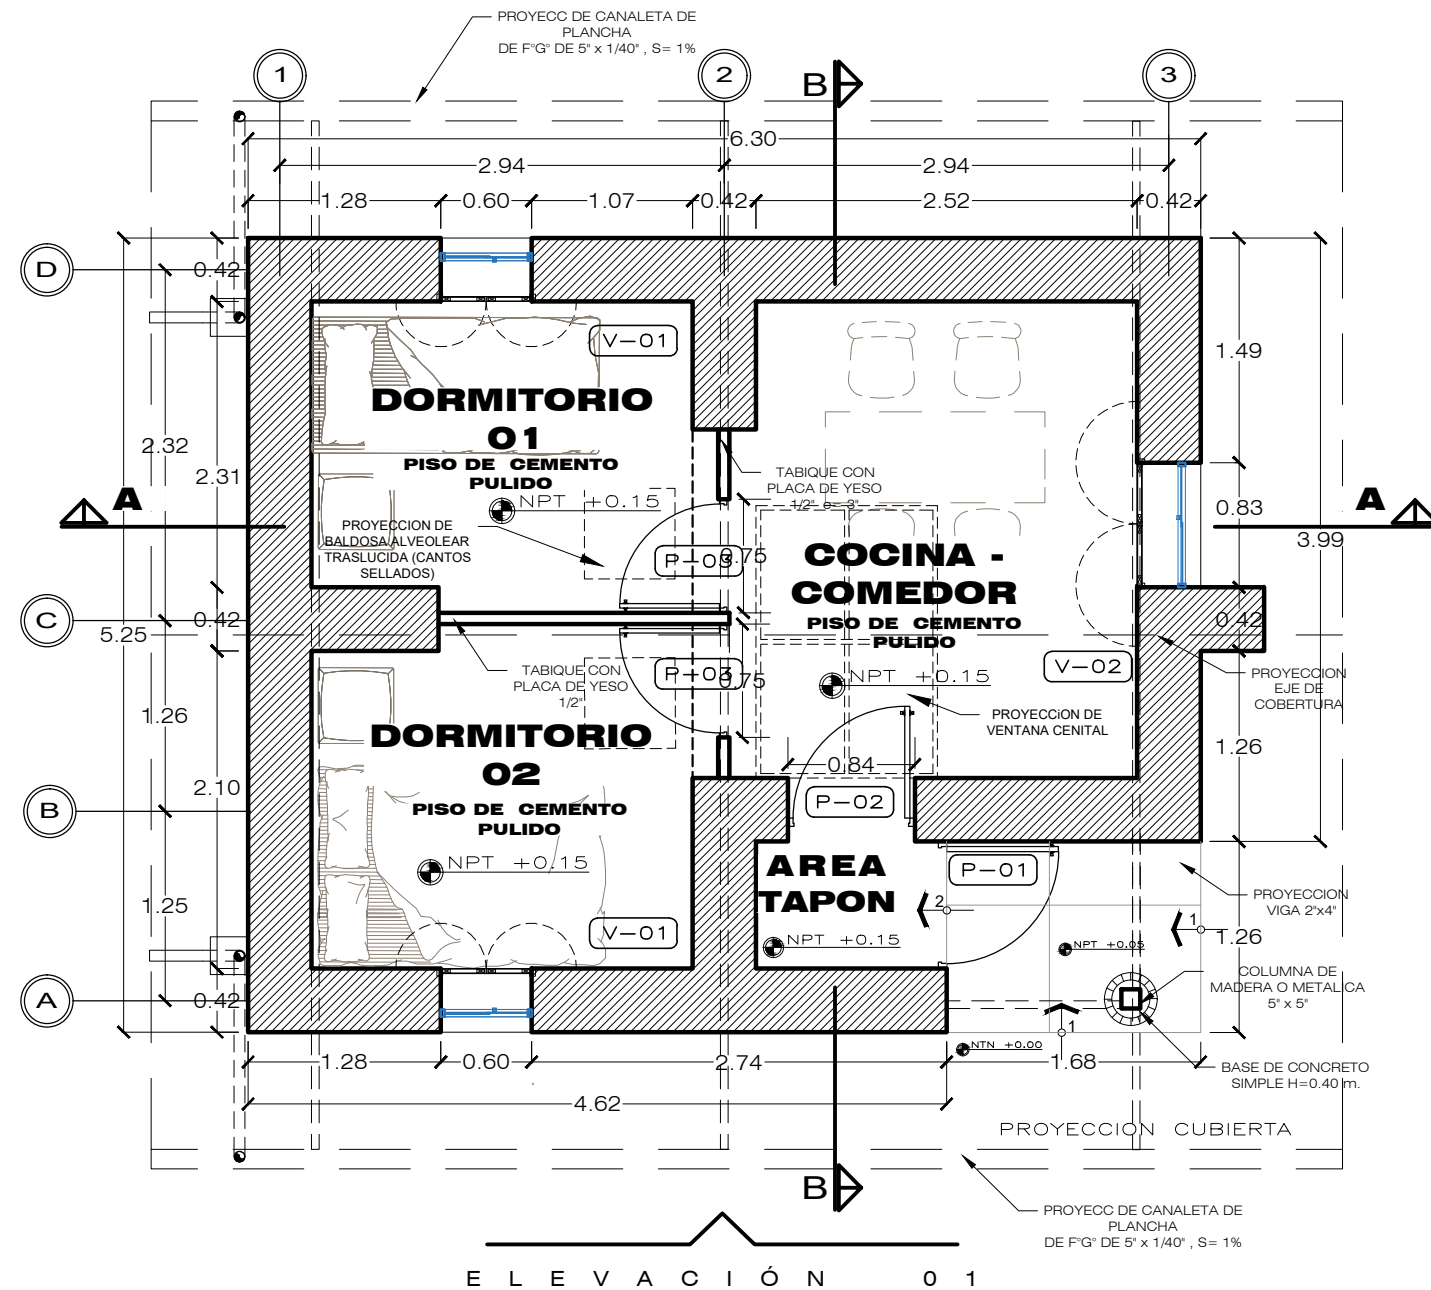 PROYECC DE CANALETA DE
PLANCHA
DE F°G° DE 5" x 1/40" , S= 1%
1
2
B
3
6.30
2.94
2.94
1.28
0.60
1.07
0.42
2.52
0.42
D
0.42
V-01
1.49
DORMITORIO
01
PISO DE CEMENTO
PULIDO
NPT +0.15
2.32
2.31
TABIQUE CON
PLACA DE YESO
1/2" e= 3"
A
A
0.83
3.99
PROYECCION DE
BALDOSA ALVEOLEAR
TRASLUCIDA (CANTOS
SELLADOS)
P-03
0.75
COCINA -
COMEDOR
PISO DE CEMENTO
PULIDO
NPT +0.15
C
0.42
5.25
0.42
TABIQUE CON
PLACA DE YESO
1/2"
P-03
0.75
V-02
PROYECCION
EJE DE
COBERTURA
PROYECCiON DE
VENTANA CENITAL
1.26
DORMITORIO
02
PISO DE CEMENTO
PULIDO
NPT +0.15
1.26
0.84
B
2.10
P-02
AREA
TAPON
NPT +0.15
P-01
PROYECCION
VIGA 2"x4"
1.25
V-01
2
1
1.26
NPT +0.05
COLUMNA DE
MADERA O METALICA
5" x 5"
A
0.42
1
NTN +0.00
1.28
0.60
2.74
1.68
BASE DE CONCRETO
SIMPLE H=0.40 m.
4.62
PROYECCION CUBIERTA
B
PROYECC DE CANALETA DE
PLANCHA
DE F°G° DE 5" x 1/40" , S= 1%
ELEVACIÓN 01